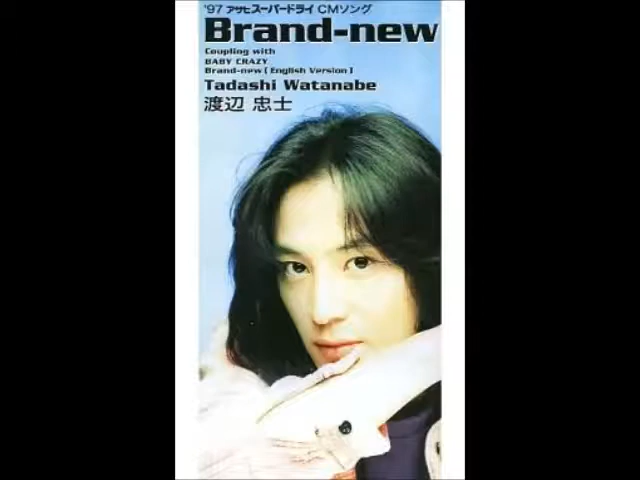 '97 アサヒスーパードライ CMソング
Brand-new
Coupling with
BABY CRAZY
Brand-new [English Version]
Tadashi Watanabe
渡辺 忠士